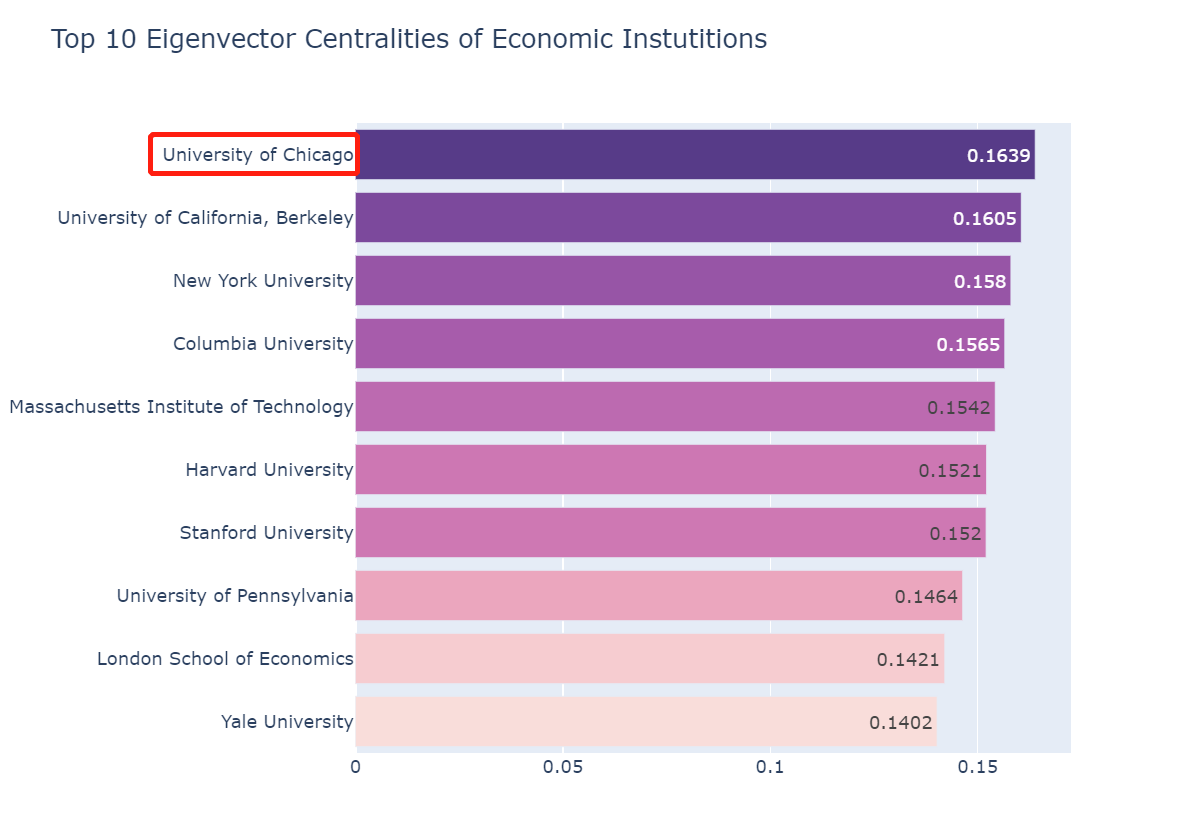 Top 10 Eigenvector Centralities of Economic Instutitions
University of Chicago 0.1639
University of California, Berkeley 0.1605
New York University 0.158
Columbia University 0.1565
Massachusetts Institute of Technology 0.1542
Harvard University 0.1521
Stanford University 0.152
University of Pennsylvania 0.1464
London School of Economics 0.1421
Yale University 0.1402
0 0.05 0.1 0.15